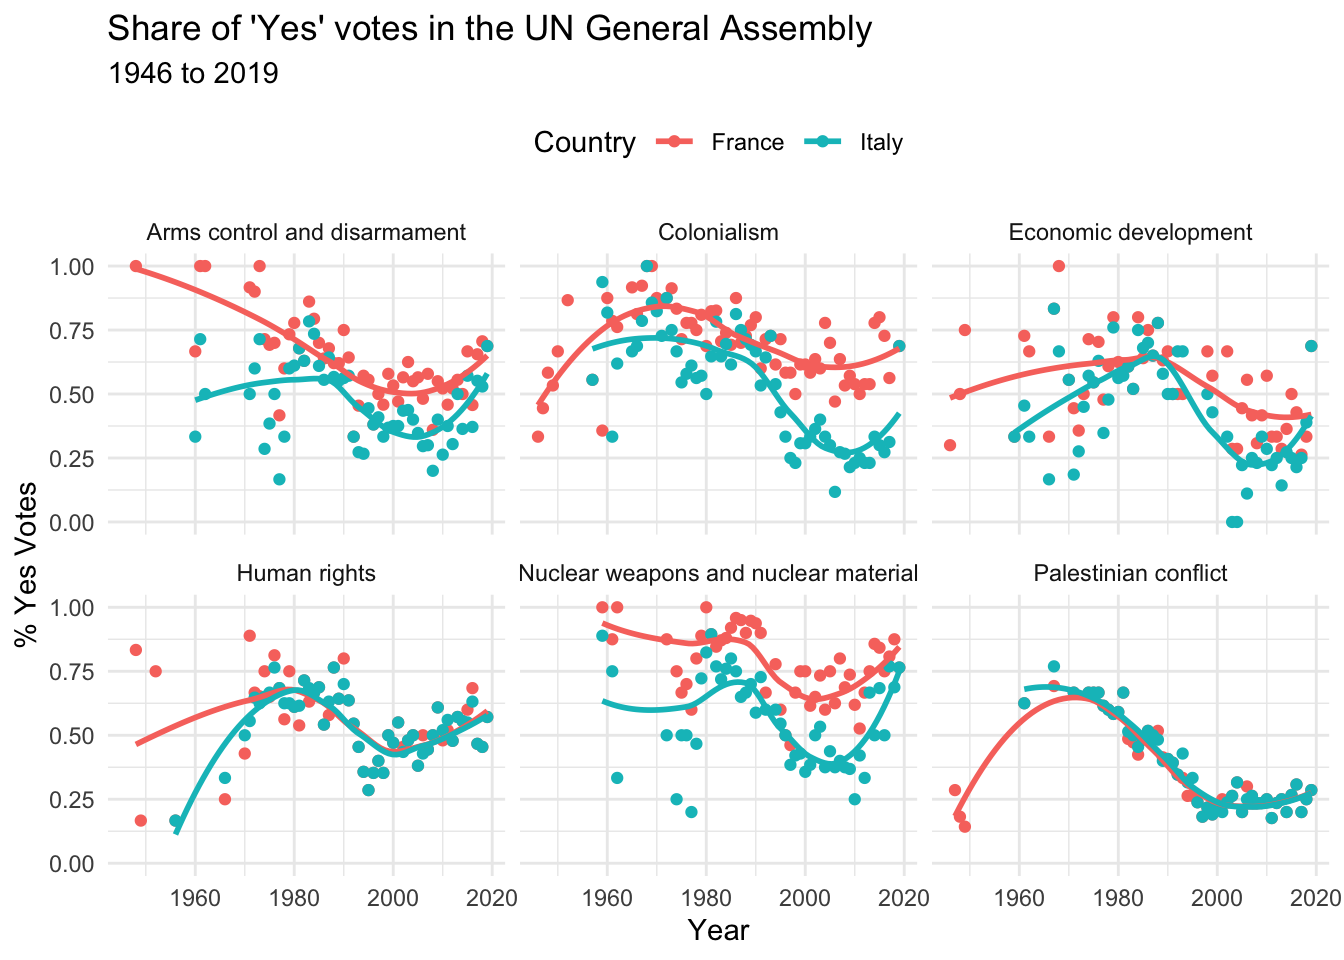 Share of 'Yes' votes in the UN General Assembly
1946 to 2019
Country France Italy
Arms control and disarmament Colonialism Economic development
1.00
0.75
0.50
0.25
0.00
Human rights Nuclear weapons and nuclear material Palestinian conflict
1.00
0.75
0.50
0.25
0.00
% Yes Votes
1960 1980 2000 2020 1960 1980 2000 2020 1960 1980 2000 2020
Year